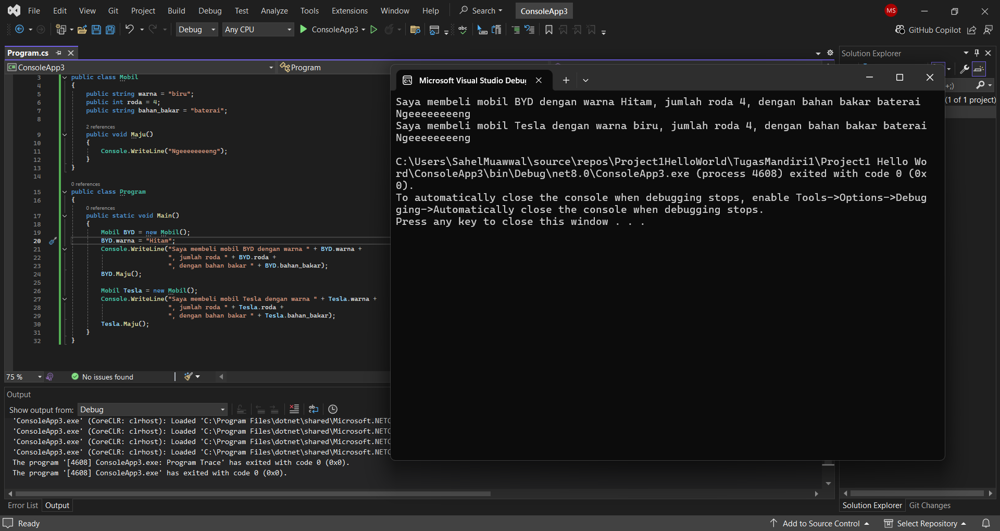 File Edit View Git Project Build Debug Test Analyze Tools Extensions Window Help Search ConsoleApp3 MS
Debug Any CPU ConsoleApp3 GitHub Copilot
Program.cs
ConsoleApp3 Program
3 public class Mobil
4 {
5 public string warna = "biru";
6 public int roda = 4;
7 public string bahan_bakar = "baterai";
8
2 references
9 public void Maju()
10 {
11 Console.WriteLine("Ngeeeeeeeeng");
12 }
13 }
14
0 references
15 public class Program
16 {
0 references
17 public static void Main()
18 {
19 Mobil BYD = new Mobil();
20 BYD.warna = "Hitam";
21 Console.WriteLine("Saya membeli mobil BYD dengan warna " + BYD.warna +
22 ", jumlah roda " + BYD.roda +
23 ", dengan bahan bakar " + BYD.bahan_bakar);
24 BYD.Maju();
25
26 Mobil Tesla = new Mobil();
27 Console.WriteLine("Saya membeli mobil Tesla dengan warna " + Tesla.warna +
28 ", jumlah roda " + Tesla.roda +
29 ", dengan bahan bakar " + Tesla.bahan_bakar);
30 Tesla.Maju();
31 }
32 }
75 % No issues found
Output
Show output from: Debug
'ConsoleApp3.exe' (CoreCLR: clrhost): Loaded 'C:\Program Files\dotnet\shared\Microsoft.NETC
'ConsoleApp3.exe' (CoreCLR: clrhost): Loaded 'C:\Program Files\dotnet\shared\Microsoft.NETC
'ConsoleApp3.exe' (CoreCLR: clrhost): Loaded 'C:\Program Files\dotnet\shared\Microsoft.NETC
'ConsoleApp3.exe' (CoreCLR: clrhost): Loaded 'C:\Program Files\dotnet\shared\Microsoft.NETC
The program '[4608] ConsoleApp3.exe: Program Trace' has exited with code 0 (0x0).
The program '[4608] ConsoleApp3.exe' has exited with code 0 (0x0).
Error List Output
Microsoft Visual Studio Debu
Saya membeli mobil BYD dengan warna Hitam, jumlah roda 4, dengan bahan bakar baterai
Ngeeeeeeeeng
Saya membeli mobil Tesla dengan warna biru, jumlah roda 4, dengan bahan bakar baterai
Ngeeeeeeeeng
C:\Users\SahelMuawwal\source\repos\Project1HelloWorld\TugasMandiri1\Project1 Hello Wo
rd\ConsoleApp3\bin\Debug\net8.0\ConsoleApp3.exe (process 4608) exited with code 0 (0x
0).
To automatically close the console when debugging stops, enable Tools->Options->Debug
ging->Automatically close the console when debugging stops.
Press any key to close this window . . .
Solution Explorer
+;)
(1 of 1 project)
Solution Explorer Git Changes
Ready Add to Source Control Select Repository